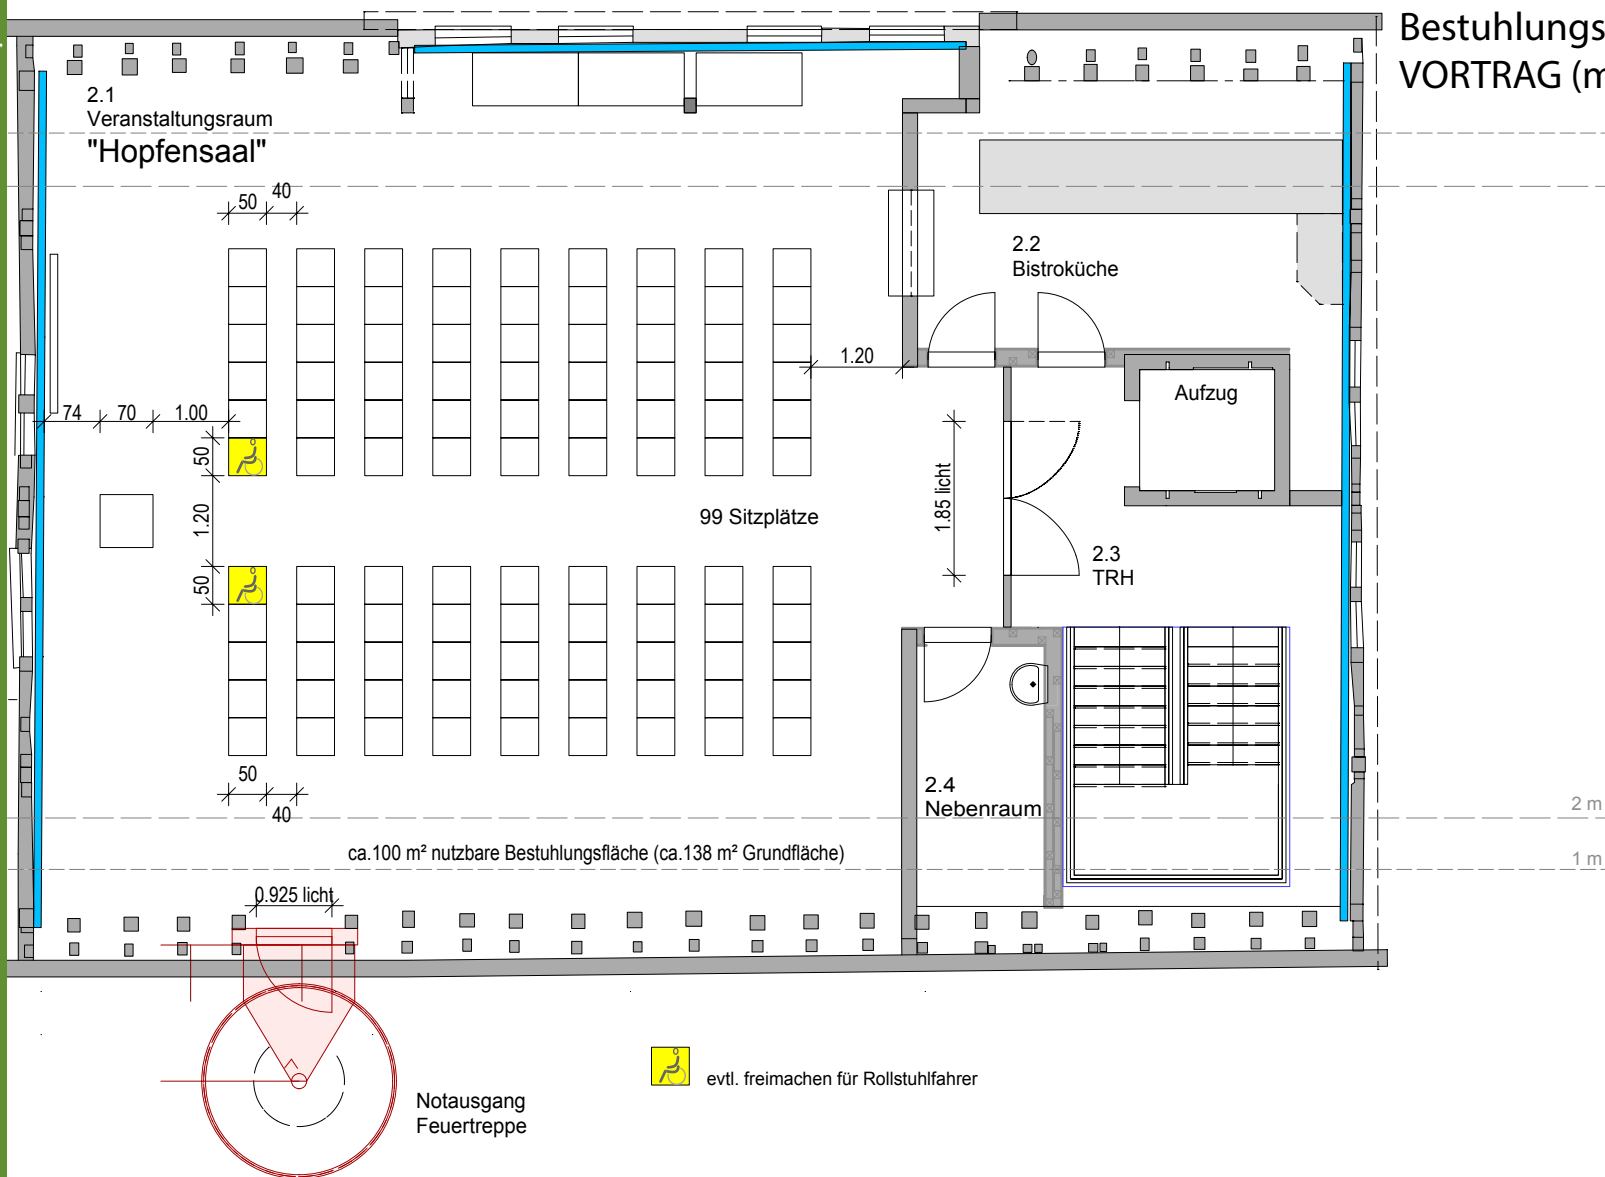 Bestuhlungs
VORTRAG (m
2.1
Veranstaltungsraum
"Hopfensaal"
50
40
2.2
Bistroküche
1.20
Aufzug
74
70
1.00
50
1.20
50
1.85 licht
99 Sitzplätze
2.3
TRH
50
40
2.4
Nebenraum
2 m
1 m
ca.100 m² nutzbare Bestuhlungsfläche (ca.138 m² Grundfläche)
0.925 licht
evtl. freimachen für Rollstuhlfahrer
Notausgang
Feuertreppe